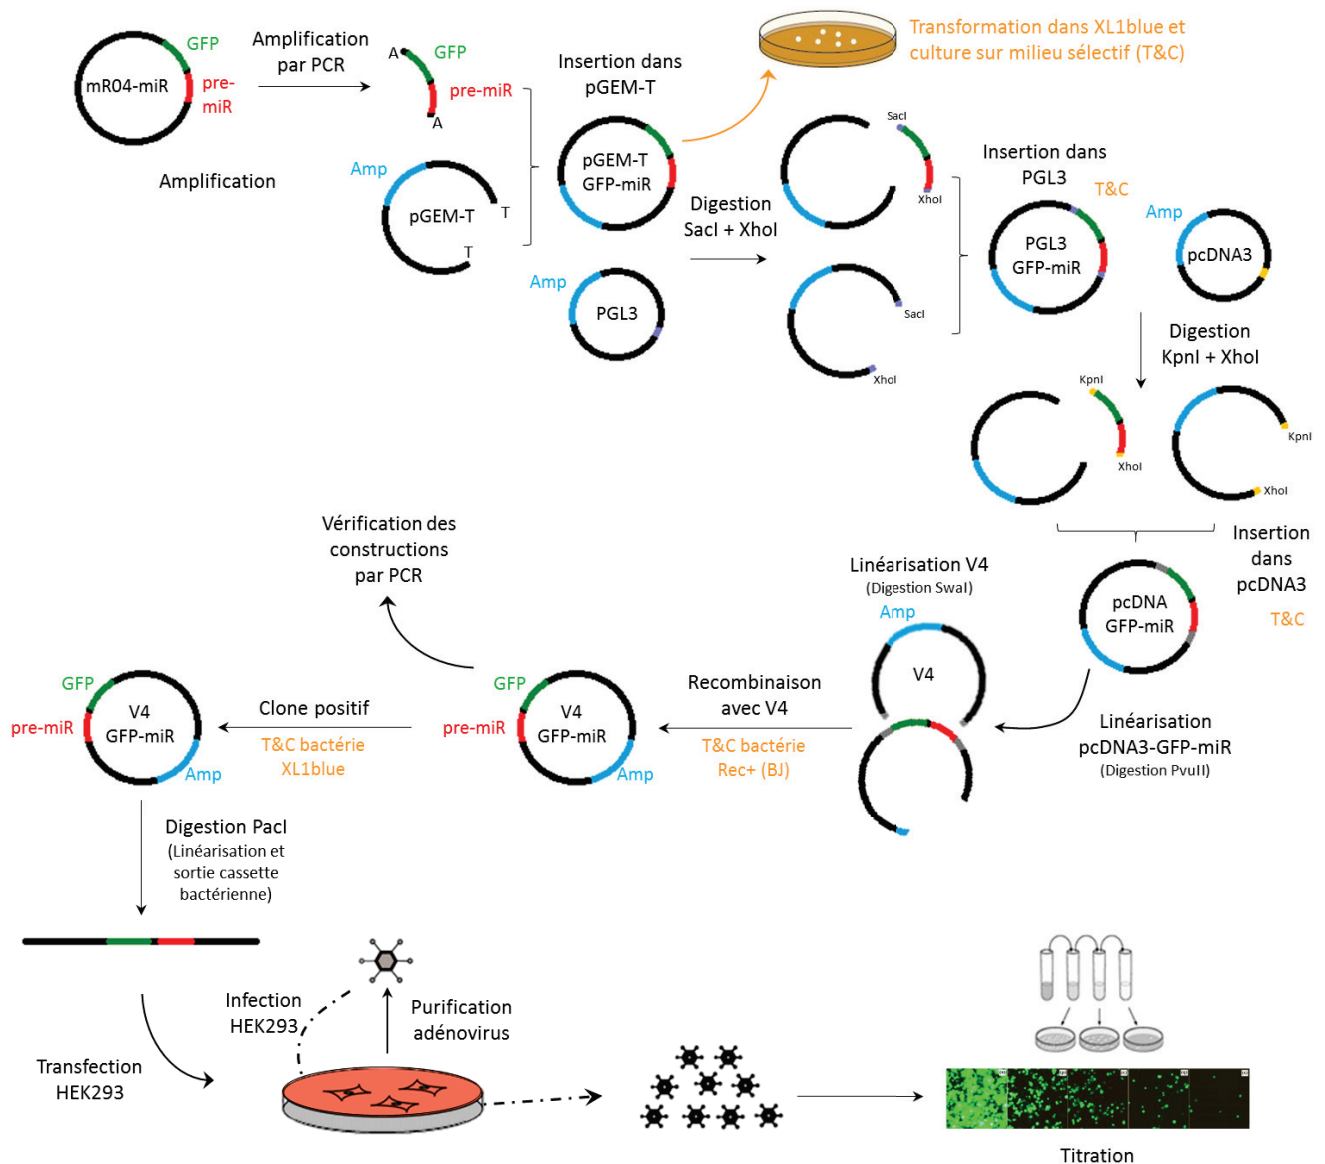 GFP
mR04-miR
pre-
miR
Amplification
par PCR
A
GFP
pre-miR
A
Amplification
Amp
pGEM-T
T
T
Insertion dans
pGEM-T
pGEM-T
GFP-miR
Amp
PGL3
Transformation dans XL1blue et
culture sur milieu sélectif (T&C)
Digestion
SacI + XhoI
SacI
XhoI
SacI
XhoI
Insertion dans
PGL3
T&C
PGL3
GFP-miR
Amp
pcDNA3
Digestion
KpnI + XhoI
KpnI
XhoI
KpnI
XhoI
Insertion
dans
pcDNA3
T&C
pcDNA
GFP-miR
Linéarisation
pcDNA3-GFP-miR
(Digestion PvuII)
Linéarisation V4
(Digestion SwaI)
Amp
V4
Recombinaison
avec V4
T&C bactérie
Rec+ (BJ)
GFP
pre-miR
V4
GFP-miR
Amp
Vérification des
constructions
par PCR
Clone positif
T&C bactérie
XL1blue
GFP
pre-miR
V4
GFP-miR
Amp
Digestion PacI
(Linéarisation et
sortie cassette
bactérienne)
Transfection
HEK293
Infection
HEK293
Purification
adénovirus
Titration